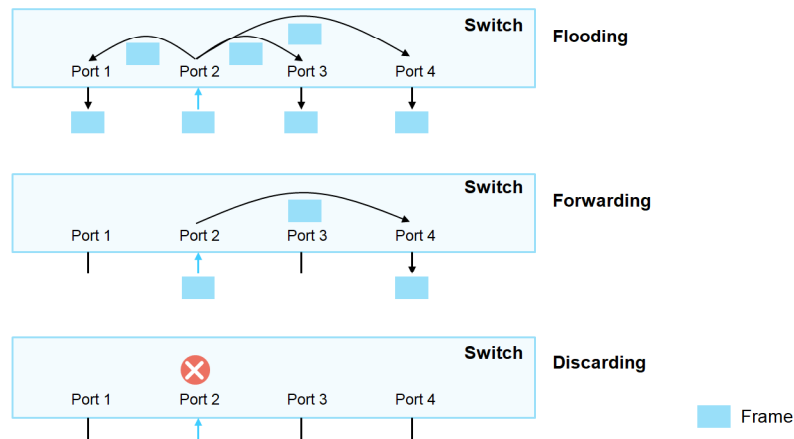 Switch
Flooding
Port 1 Port 2 Port 3 Port 4
Switch
Forwarding
Port 1 Port 2 Port 3 Port 4
Switch
Discarding
Port 1 Port 2 Port 3 Port 4
Frame